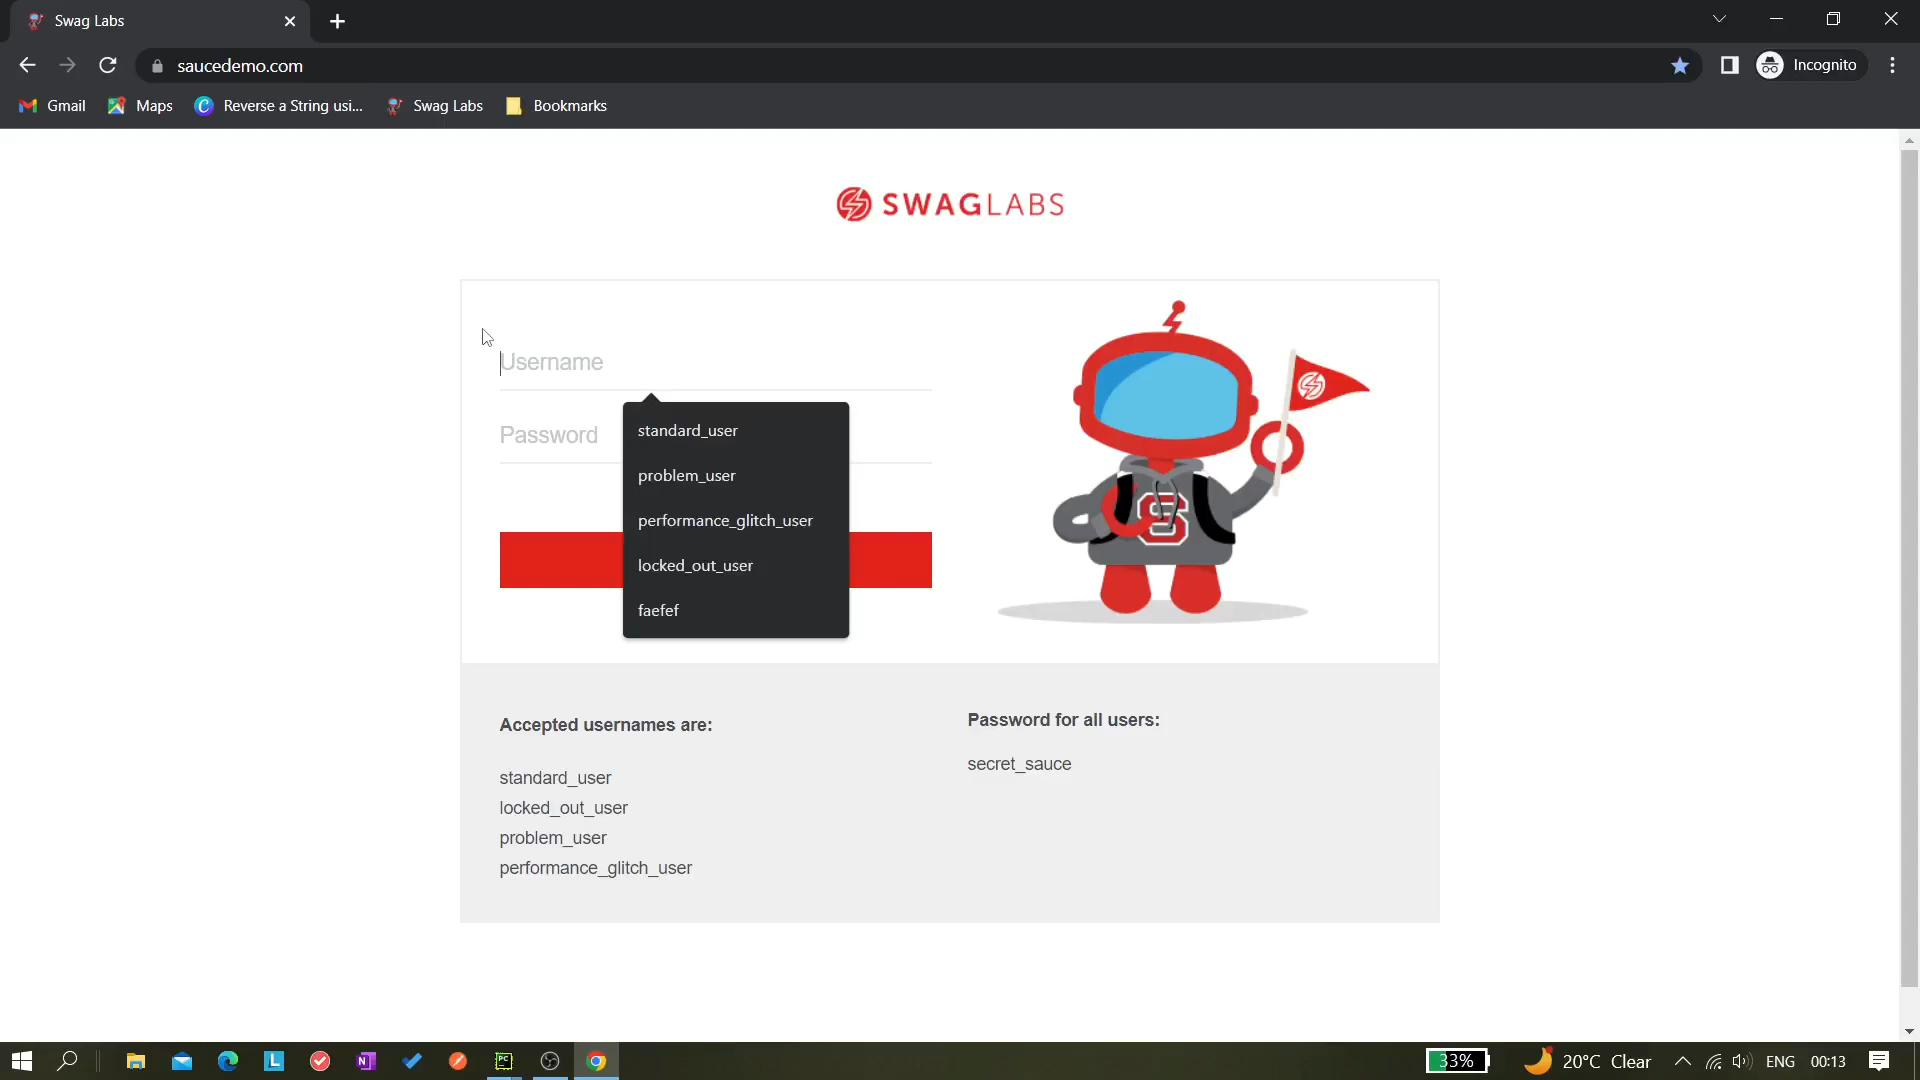 Swag Labs
saucedemo.com
Incognito
Gmail
Maps
Reverse a String usi...
Swag Labs
Bookmarks
SWAGLABS
Username
Password
standard_user
problem_user
performance_glitch_user
locked_out_user
faefef
S
Accepted usernames are:
standard_user
locked_out_user
problem_user
performance_glitch_user
Password for all users:
secret_sauce
L
N
PC
33%
20°C Clear
ENG
00:13